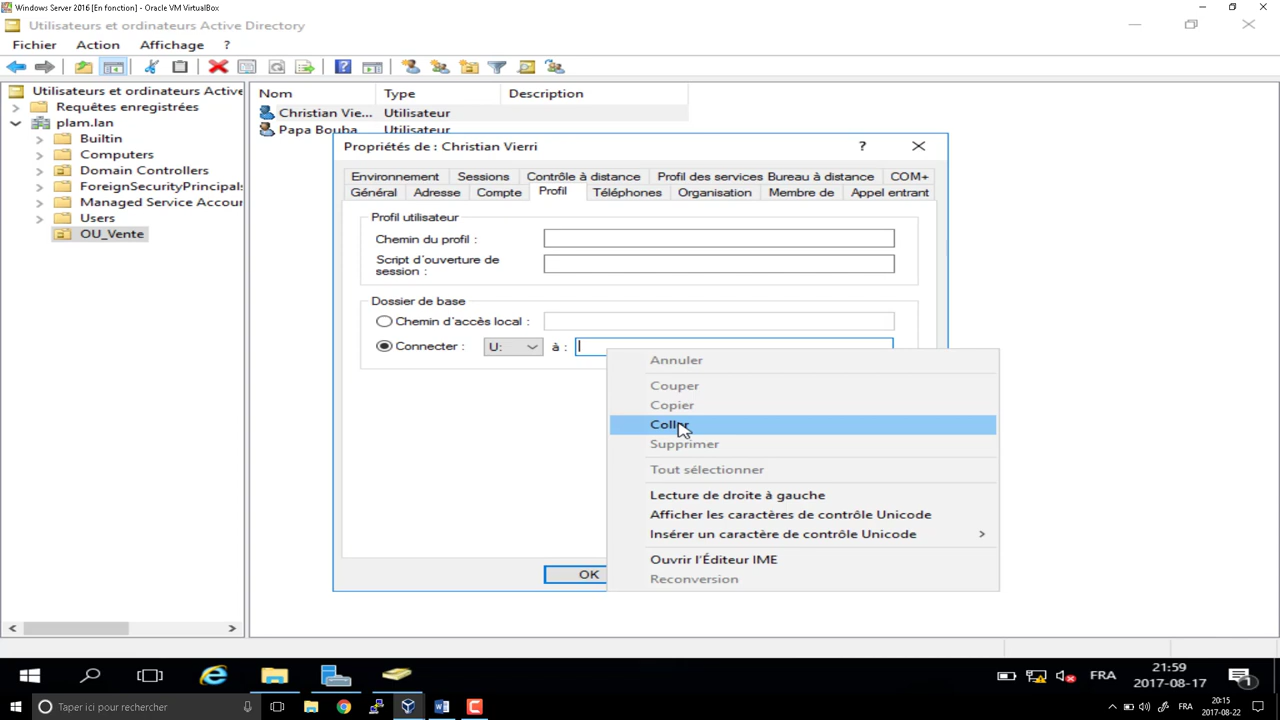 Windows Server 2016 [En fonction] - Oracle VM VirtualBox
Utilisateurs et ordinateurs Active Directory
Fichier Action Affichage ?
Utilisateurs et ordinateurs Active
Requêtes enregistrées
plam.lan
Builtin
Computers
Domain Controllers
ForeignSecurityPrincipals
Managed Service Accour
Users
OU_Vente
Nom Type Description
Christian Vie... Utilisateur
Papa Bouba Utilisateur
Propriétés de : Christian Vierri ?
Environnement Sessions Contrôle à distance Profil des services Bureau à distance COM+
Général Adresse Compte Profil Téléphones Organisation Membre de Appel entrant
Profil utilisateur
Chemin du profil :
Script d'ouverture de
session :
Dossier de base
Chemin d'accès local :
Connecter : U: à :
Annuler
Couper
Copier
Coller
Supprimer
Tout sélectionner
Lecture de droite à gauche
Afficher les caractères de contrôle Unicode
Insérer un caractère de contrôle Unicode
Ouvrir l'Éditeur IME
Reconversion
OK
FRA
21:59
2017-08-17
1
Taper ici pour rechercher
FRA
20:15
2017-08-22